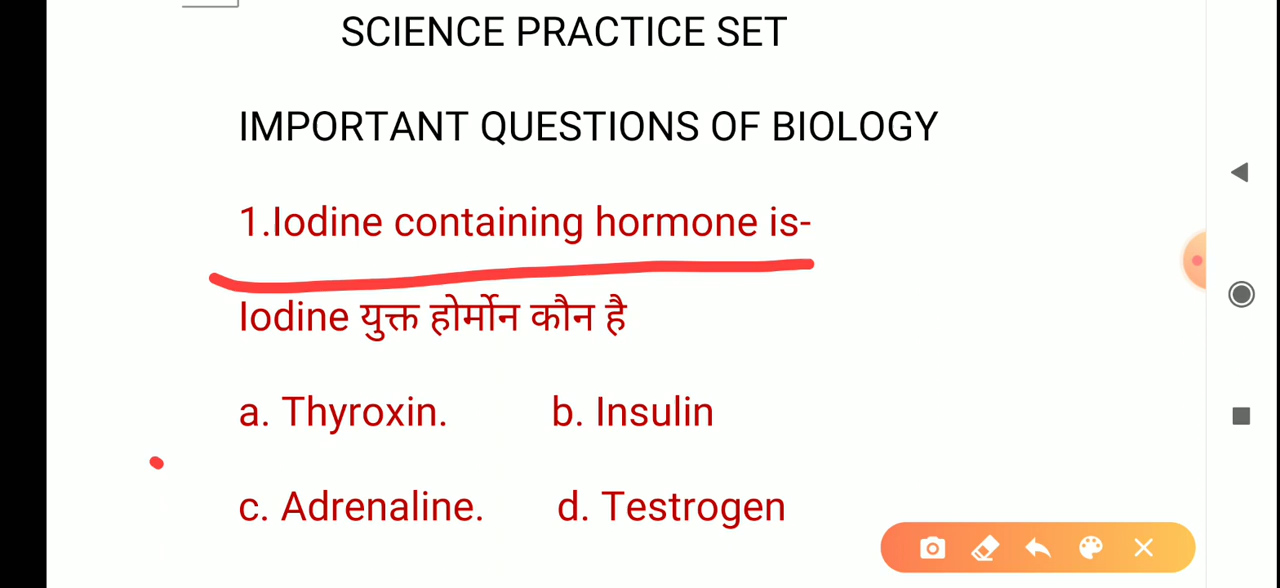 SCIENCE PRACTICE SET
IMPORTANT QUESTIONS OF BIOLOGY
1.Iodine containing hormone is-
Iodine युक्त होर्मोन कौन है
a. Thyroxin. b. Insulin
c. Adrenaline. d. Testrogen